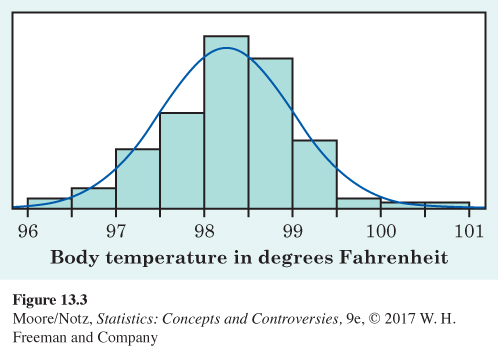 96 97 98 99 100 101
Body temperature in degrees Fahrenheit
Figure 13.3
Moore/Notz, Statistics: Concepts and Controversies, 9e, © 2017 W. H.
Freeman and Company